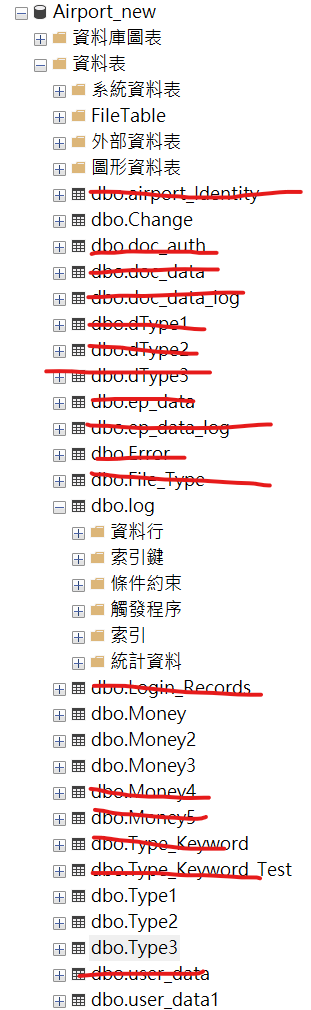 Airport_new
資料庫圖表
資料表
系統資料表
FileTable
外部資料表
圖形資料表
dbo.airport_Identity
dbo.Change
dbo.doc_auth
dbo.doc_data
dbo.doc_data_log
dbo.dType1
dbo.dType2
dbo.dType3
dbo.ep_data
dbo.ep_data_log
dbo.Error
dbo.File_Type
dbo.log
資料行
索引鍵
條件約束
觸發程序
索引
統計資料
dbo.Login_Records
dbo.Money
dbo.Money2
dbo.Money3
dbo.Money4
dbo.Money5
dbo.Type_Keyword
dbo.Type_Keyword_Test
dbo.Type1
dbo.Type2
dbo.Type3
dbo.user_data
dbo.user_data1